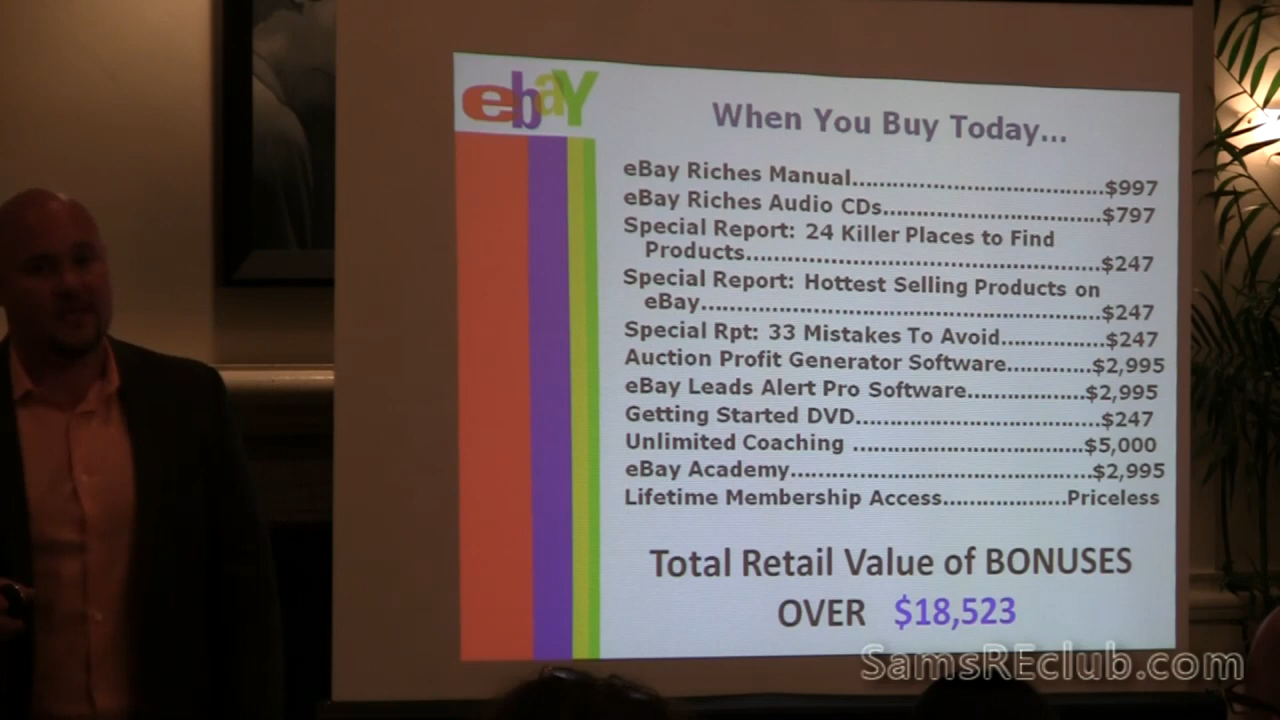 ebaY
When You Buy Today...
eBay Riches Manual.....................................$997
eBay Riches Audio CDs................................$797
Special Report: 24 Killer Places to Find
Products....................................................$247
Special Report: Hottest Selling Products on
eBay...........................................................$247
Special Rpt: 33 Mistakes To Avoid...............$247
Auction Profit Generator Software.............$2,995
eBay Leads Alert Pro Software..................$2,995
Getting Started DVD....................................$247
Unlimited Coaching ..................................$5,000
eBay Academy.............................................$2,995
Lifetime Membership Access...................Priceless
Total Retail Value of BONUSES
OVER $18,523
SamsREclub.com